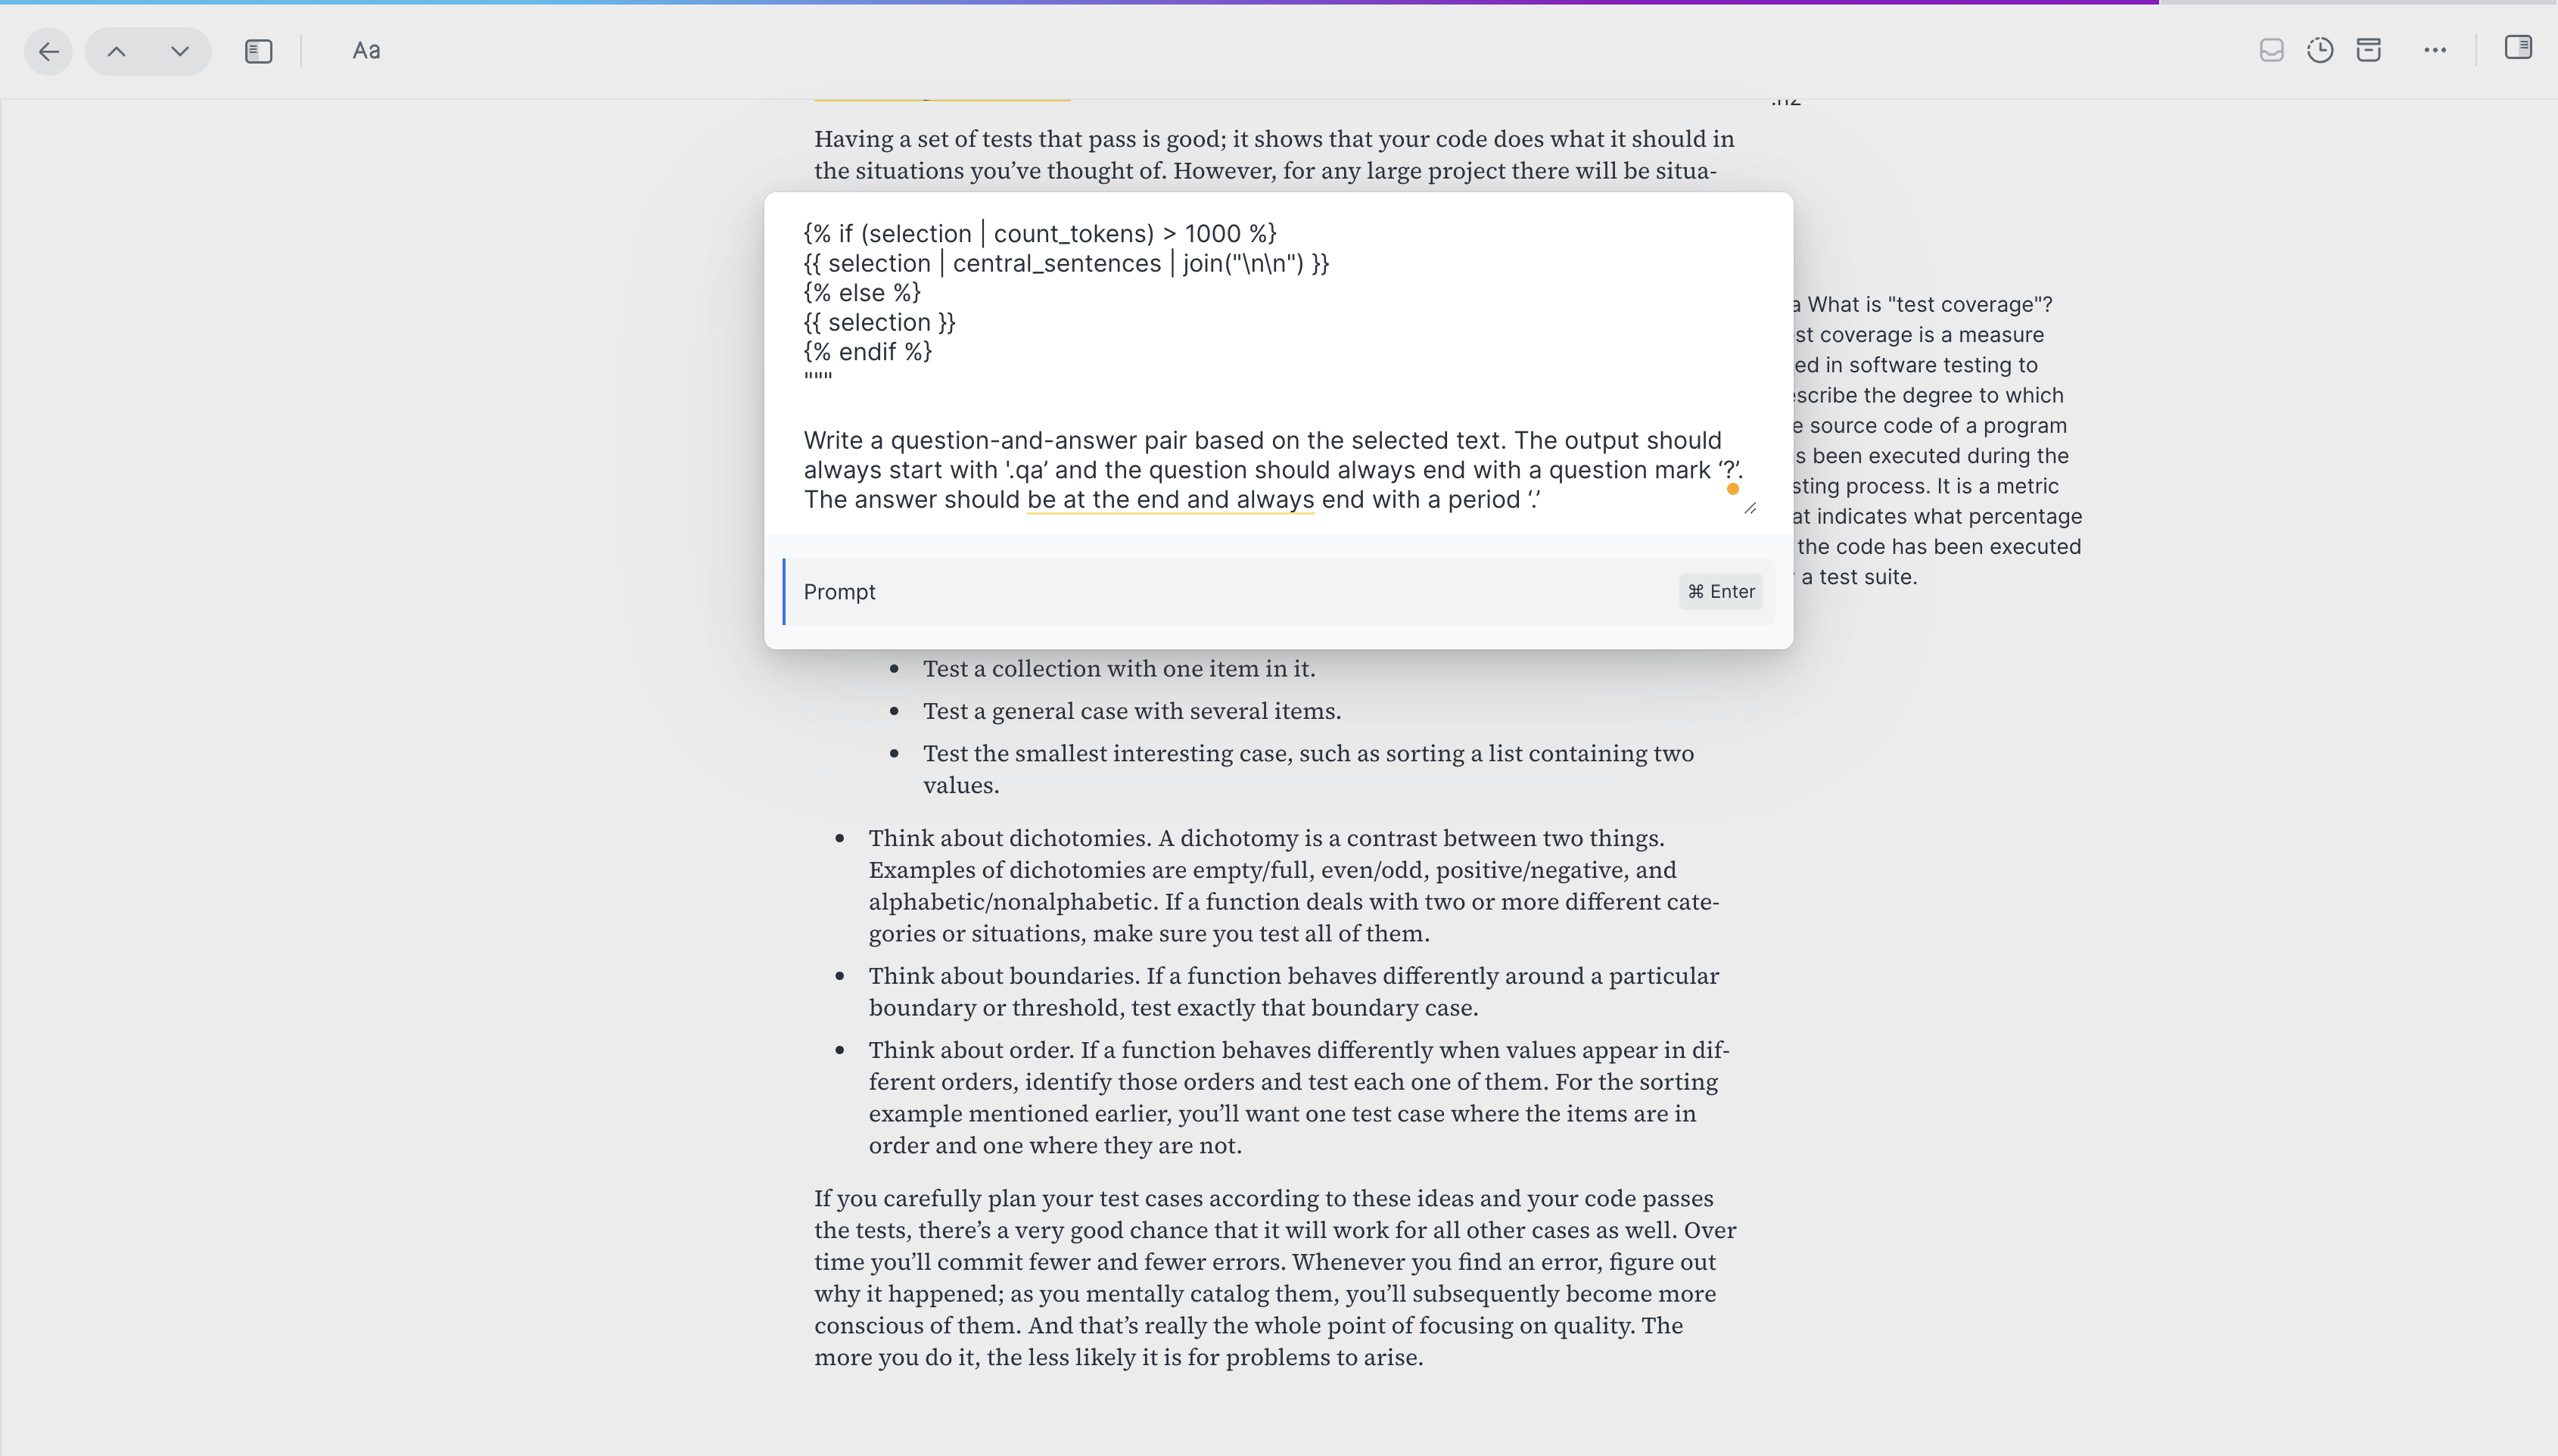 Aa
.h2
Having a set of tests that pass is good; it shows that your code does what it should in
the situations you’ve thought of. However, for any large project there will be situa-
{% if (selection | count_tokens) > 1000 %}
{{ selection | central_sentences | join("\n\n") }}
{% else %}
{{ selection }}
{% endif %}
"""
Write a question-and-answer pair based on the selected text. The output should
always start with '.qa’ and the question should always end with a question mark ‘?’.
The answer should be at the end and always end with a period ‘.’
Prompt
⌘ Enter
a What is "test coverage"?
st coverage is a measure
ed in software testing to
escribe the degree to which
e source code of a program
s been executed during the
sting process. It is a metric
at indicates what percentage
the code has been executed
a test suite.
• Test a collection with one item in it.
• Test a general case with several items.
• Test the smallest interesting case, such as sorting a list containing two
values.
• Think about dichotomies. A dichotomy is a contrast between two things.
Examples of dichotomies are empty/full, even/odd, positive/negative, and
alphabetic/nonalphabetic. If a function deals with two or more different cate-
gories or situations, make sure you test all of them.
• Think about boundaries. If a function behaves differently around a particular
boundary or threshold, test exactly that boundary case.
• Think about order. If a function behaves differently when values appear in dif-
ferent orders, identify those orders and test each one of them. For the sorting
example mentioned earlier, you’ll want one test case where the items are in
order and one where they are not.
If you carefully plan your test cases according to these ideas and your code passes
the tests, there’s a very good chance that it will work for all other cases as well. Over
time you’ll commit fewer and fewer errors. Whenever you find an error, figure out
why it happened; as you mentally catalog them, you’ll subsequently become more
conscious of them. And that’s really the whole point of focusing on quality. The
more you do it, the less likely it is for problems to arise.